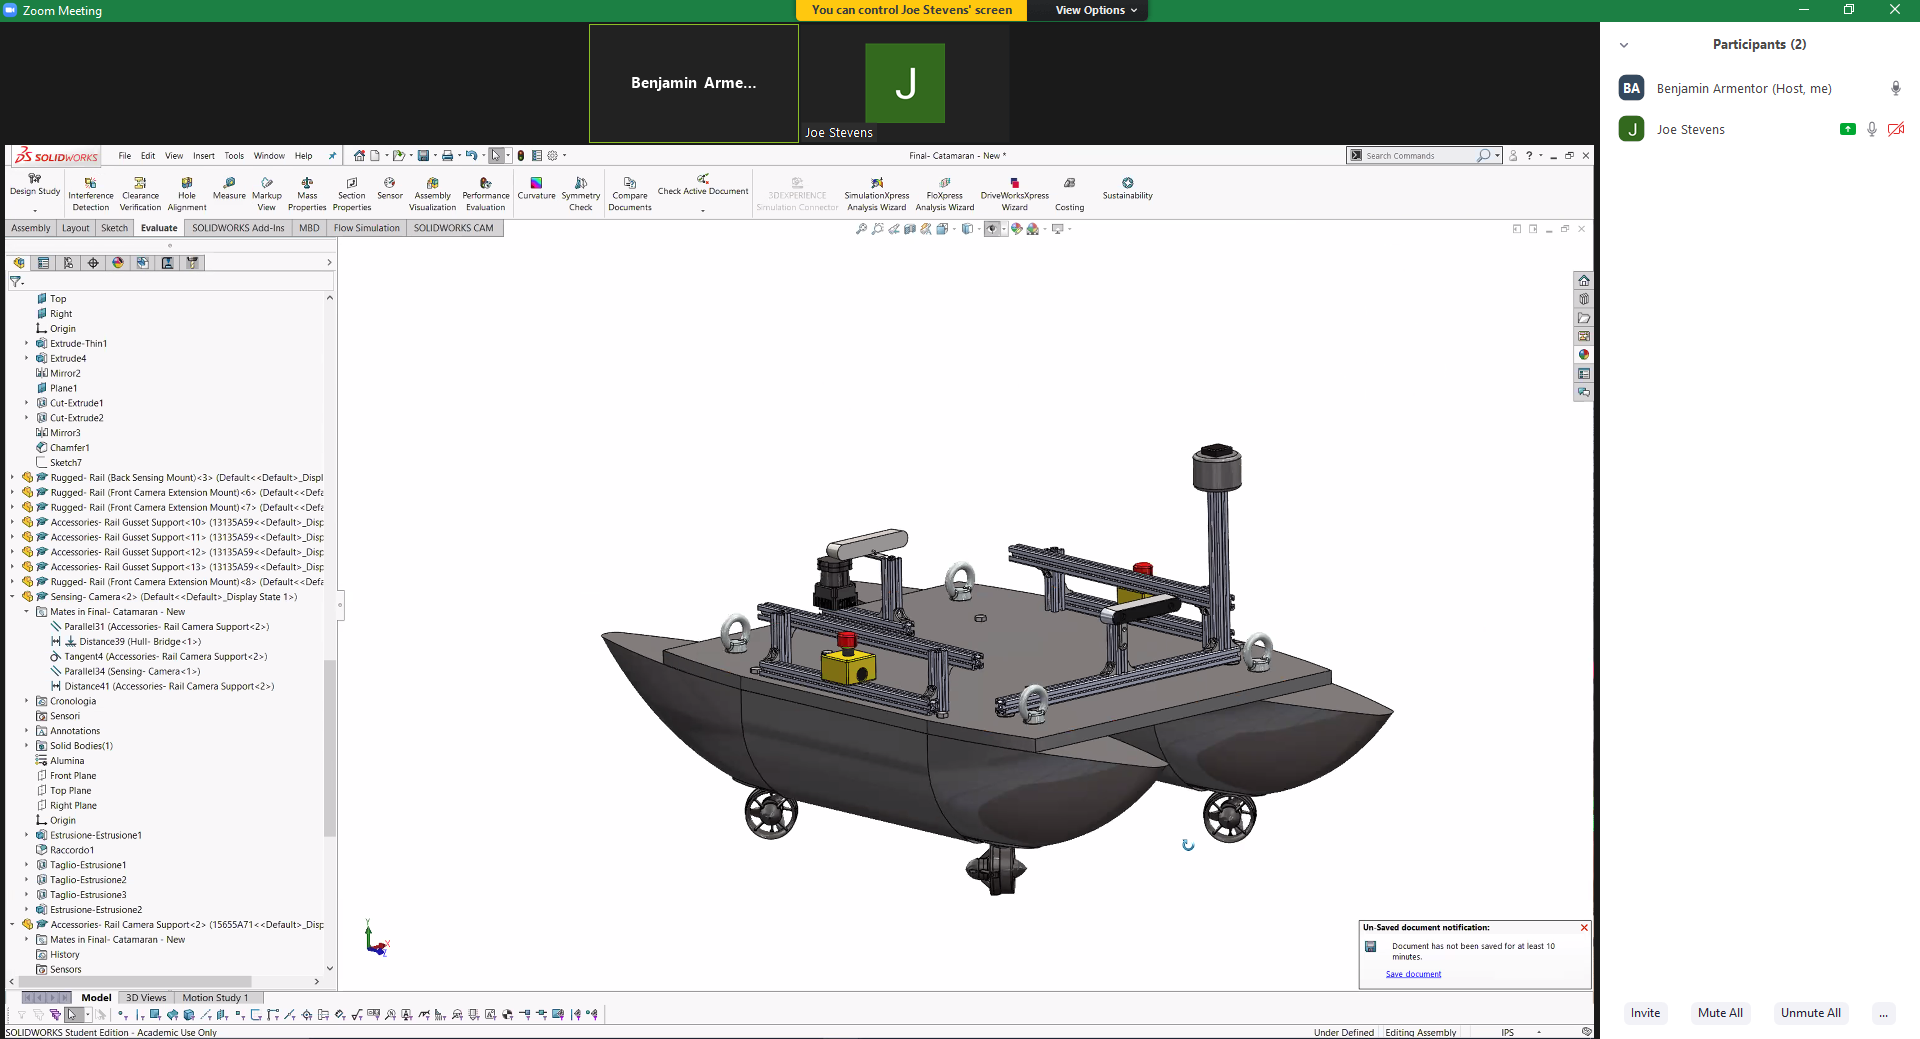 Zoom Meeting
You can control Joe Stevens' screen
View Options
Benjamin Arme...
J
Joe Stevens
Participants (2)
BA Benjamin Armentor (Host, me)
J Joe Stevens
SOLIDWORKS
File Edit View Insert Tools Window Help
Final- Catamaran - New *
Search Commands
Design Study
Interference Detection
Clearance Verification
Hole Alignment
Measure
Markup View
Mass Properties
Section Properties
Sensor
Assembly Visualization
Performance Evaluation
Curvature
Symmetry Check
Compare Documents
Check Active Document
3DEXPERIENCE Simulation Connector
SimulationXpress Analysis Wizard
FloXpress Analysis Wizard
DriveWorksXpress Wizard
Costing
Sustainability
Assembly Layout Sketch Evaluate SOLIDWORKS Add-Ins MBD Flow Simulation SOLIDWORKS CAM
Top
Right
Origin
Extrude-Thin1
Extrude4
Mirror2
Plane1
Cut-Extrude1
Cut-Extrude2
Mirror3
Chamfer1
Sketch7
Rugged- Rail (Back Sensing Mount)<3> (Default<<Default>_Displ
Rugged- Rail (Front Camera Extension Mount)<6> (Default<<Defa
Rugged- Rail (Front Camera Extension Mount)<7> (Default<<Defa
Accessories- Rail Gusset Support<10> (13135A59<<Default>_Disp
Accessories- Rail Gusset Support<11> (13135A59<<Default>_Disp
Accessories- Rail Gusset Support<12> (13135A59<<Default>_Disp
Accessories- Rail Gusset Support<13> (13135A59<<Default>_Disp
Rugged- Rail (Front Camera Extension Mount)<8> (Default<<Defa
Sensing- Camera<2> (Default<<Default>_Display State 1>)
Mates in Final- Catamaran - New
Parallel31 (Accessories- Rail Camera Support<2>)
Distance39 (Hull- Bridge<1>)
Tangent4 (Accessories- Rail Camera Support<2>)
Parallel34 (Sensing- Camera<1>)
Distance41 (Accessories- Rail Camera Support<2>)
Cronologia
Sensori
Annotations
Solid Bodies(1)
Alumina
Front Plane
Top Plane
Right Plane
Origin
Estrusione-Estrusione1
Raccordo1
Taglio-Estrusione1
Taglio-Estrusione2
Taglio-Estrusione3
Estrusione-Estrusione2
Accessories- Rail Camera Support<2> (15655A71<<Default>_Disp
Mates in Final- Catamaran - New
History
Sensors
Y
X
Z
Un-Saved document notification:
Document has not been saved for at least 10
minutes.
Save document
Model 3D Views Motion Study 1
SOLIDWORKS Student Edition - Academic Use Only
Under Defined Editing Assembly IPS
Invite Mute All Unmute All ...